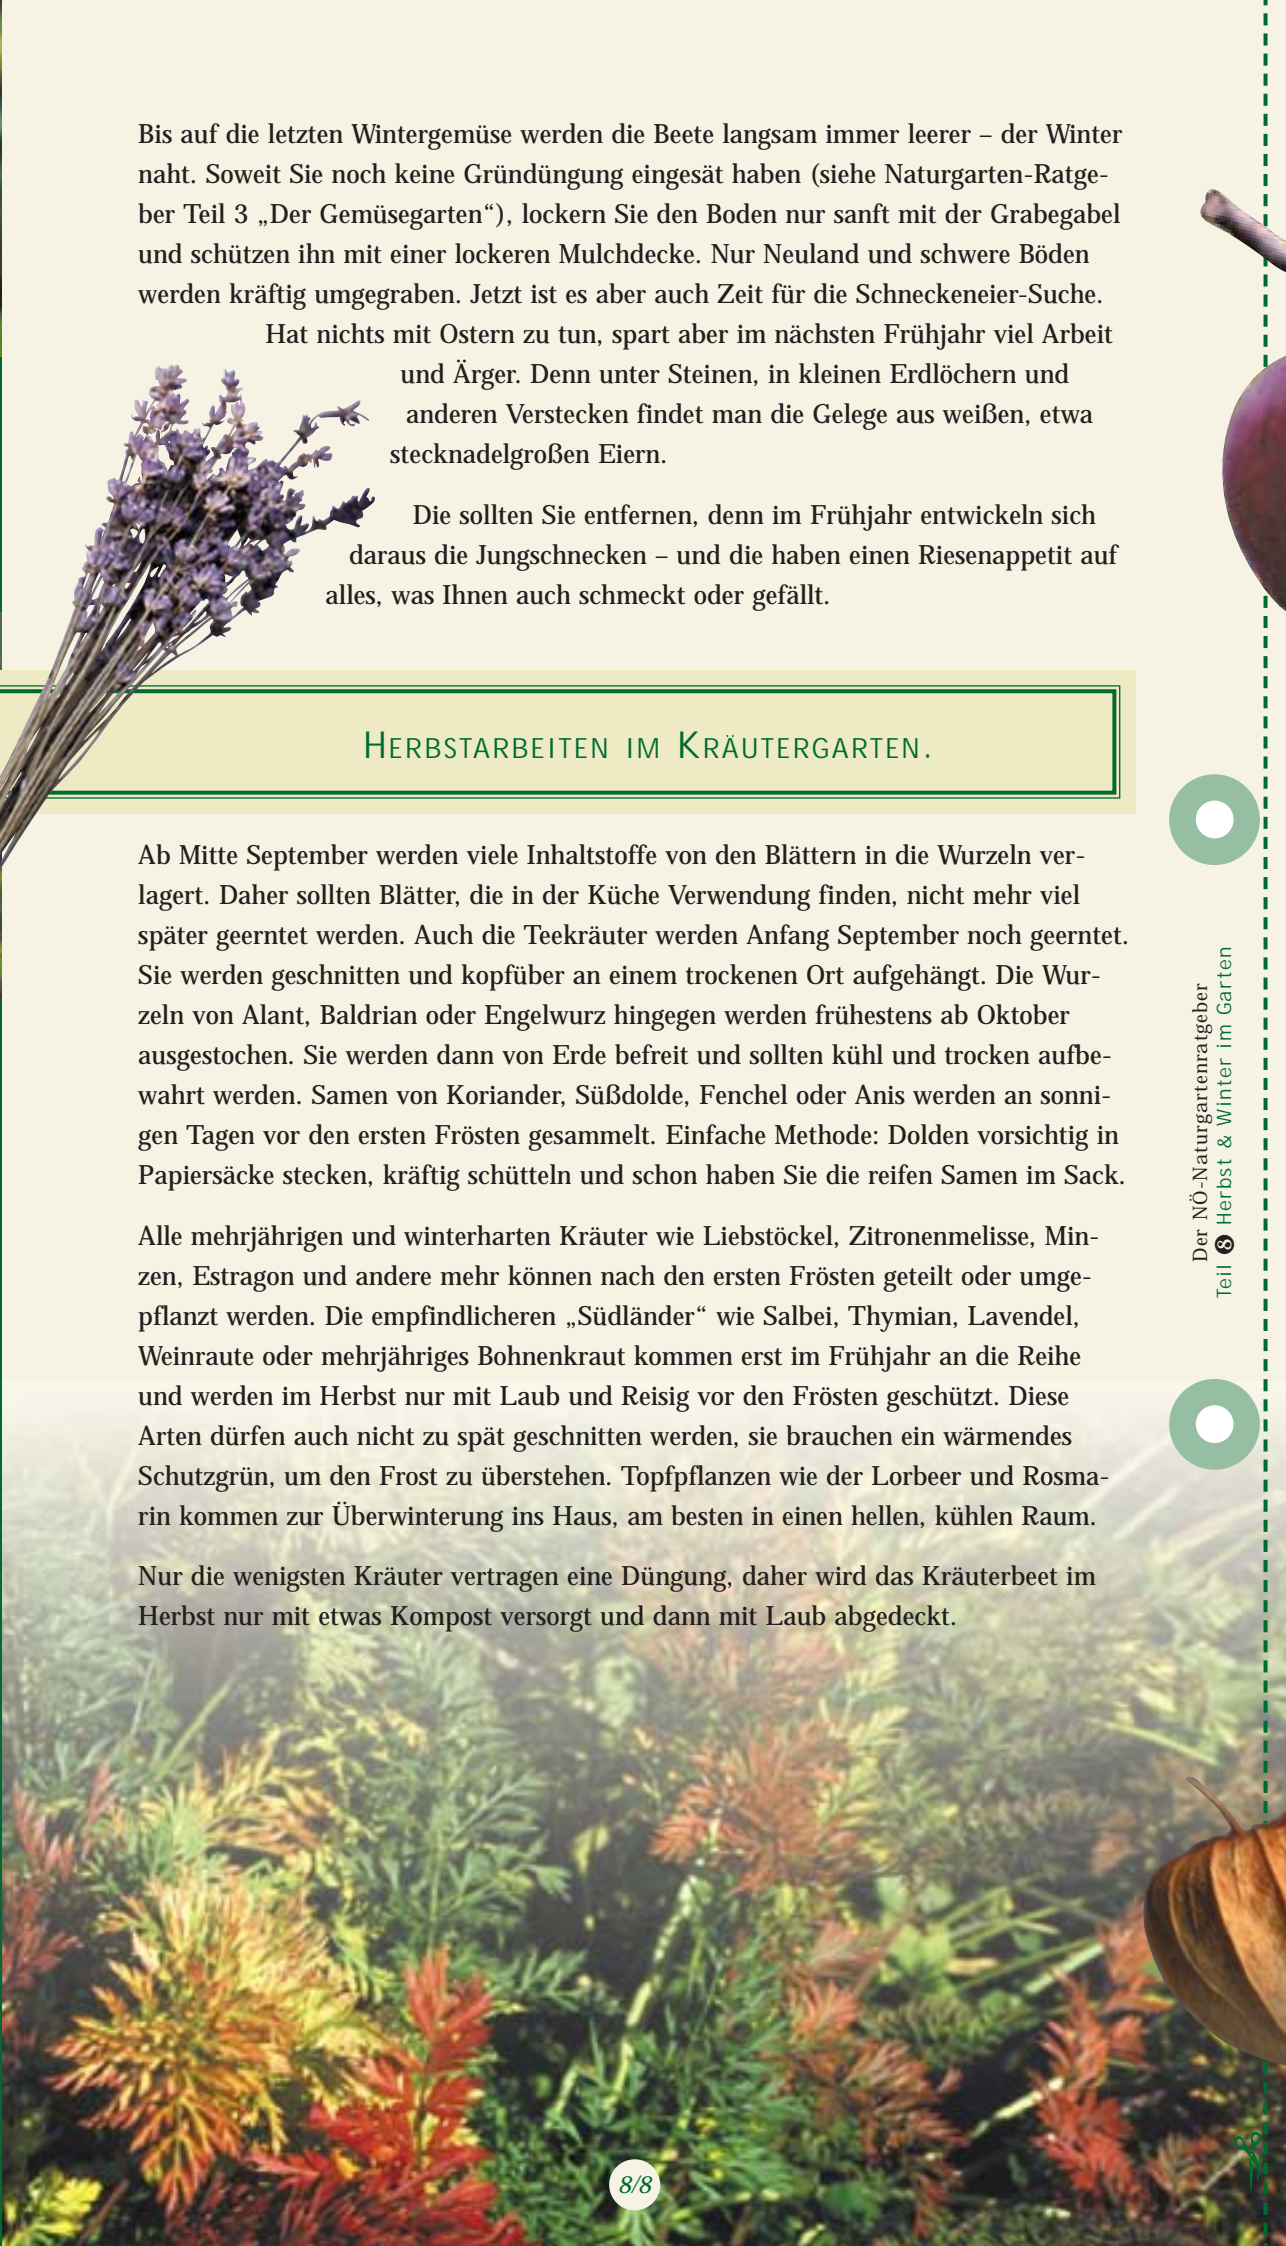 Bis auf die letzten Wintergemüse werden die Beete langsam immer leerer – der Winter
naht. Soweit Sie noch keine Gründüngung eingesät haben (siehe Naturgarten-Ratge-
ber Teil 3 „Der Gemüsegarten“), lockern Sie den Boden nur sanft mit der Grabegabel
und schützen ihn mit einer lockeren Mulchdecke. Nur Neuland und schwere Böden
werden kräftig umgegraben. Jetzt ist es aber auch Zeit für die Schneckeneier-Suche.
Hat nichts mit Ostern zu tun, spart aber im nächsten Frühjahr viel Arbeit
und Ärger. Denn unter Steinen, in kleinen Erdlöchern und
anderen Verstecken findet man die Gelege aus weißen, etwa
stecknadelgroßen Eiern.
Die sollten Sie entfernen, denn im Frühjahr entwickeln sich
daraus die Jungschnecken – und die haben einen Riesenappetit auf
alles, was Ihnen auch schmeckt oder gefällt.
HERBSTARBEITEN IM KRÄUTERGARTEN.
Ab Mitte September werden viele Inhaltstoffe von den Blättern in die Wurzeln ver-
lagert. Daher sollten Blätter, die in der Küche Verwendung finden, nicht mehr viel
später geerntet werden. Auch die Teekräuter werden Anfang September noch geerntet.
Sie werden geschnitten und kopfüber an einem trockenen Ort aufgehängt. Die Wur-
zeln von Alant, Baldrian oder Engelwurz hingegen werden frühestens ab Oktober
ausgestochen. Sie werden dann von Erde befreit und sollten kühl und trocken aufbe-
wahrt werden. Samen von Koriander, Süßdolde, Fenchel oder Anis werden an sonni-
gen Tagen vor den ersten Frösten gesammelt. Einfache Methode: Dolden vorsichtig in
Papiersäcke stecken, kräftig schütteln und schon haben Sie die reifen Samen im Sack.
Alle mehrjährigen und winterharten Kräuter wie Liebstöckel, Zitronenmelisse, Min-
zen, Estragon und andere mehr können nach den ersten Frösten geteilt oder umge-
pflanzt werden. Die empfindlicheren „Südländer“ wie Salbei, Thymian, Lavendel,
Weinraute oder mehrjähriges Bohnenkraut kommen erst im Frühjahr an die Reihe
und werden im Herbst nur mit Laub und Reisig vor den Frösten geschützt. Diese
Arten dürfen auch nicht zu spät geschnitten werden, sie brauchen ein wärmendes
Schutzgrün, um den Frost zu überstehen. Topfpflanzen wie der Lorbeer und Rosma-
rin kommen zur Überwinterung ins Haus, am besten in einen hellen, kühlen Raum.
Nur die wenigsten Kräuter vertragen eine Düngung, daher wird das Kräuterbeet im
Herbst nur mit etwas Kompost versorgt und dann mit Laub abgedeckt.
Der NÖ-Naturgartenratgeber
Teil 8 Herbst & Winter im Garten
8/8